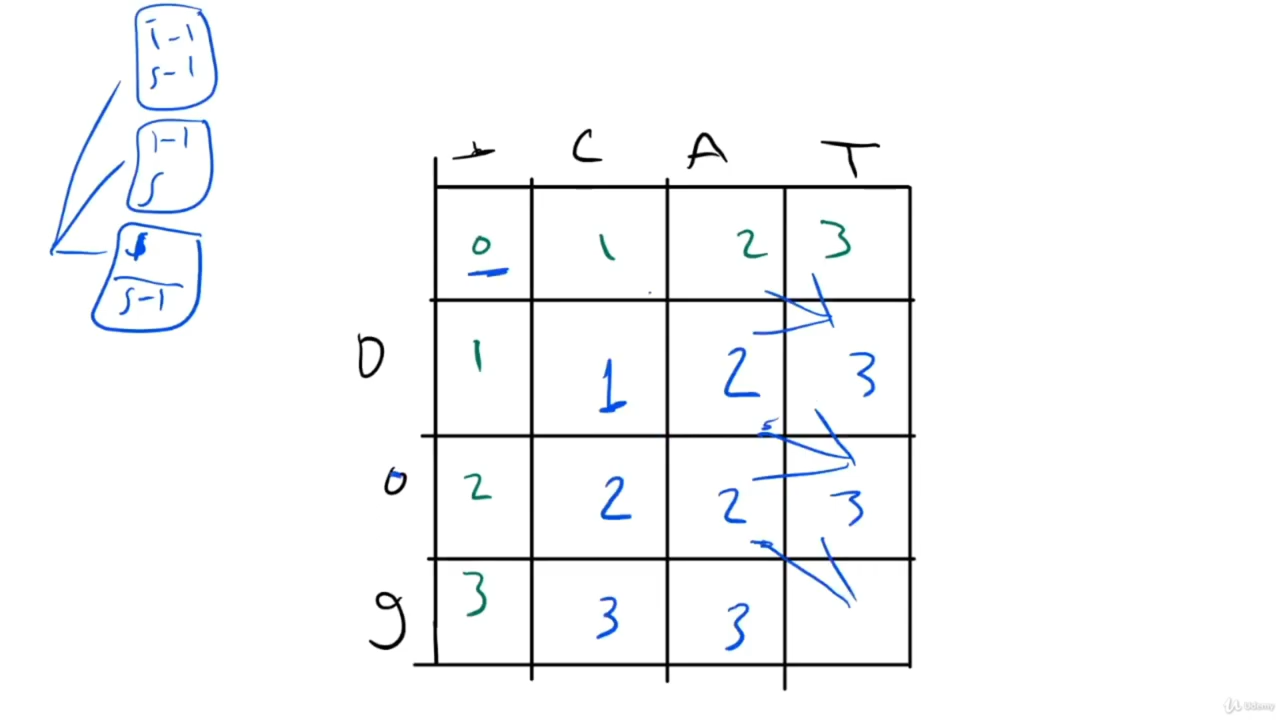 i-1
s-1
i-1
s
s-1
C A T
0 1 2 3
D 1 1 2 3
o 2 2 2 3
g 3 3 3
Udemy